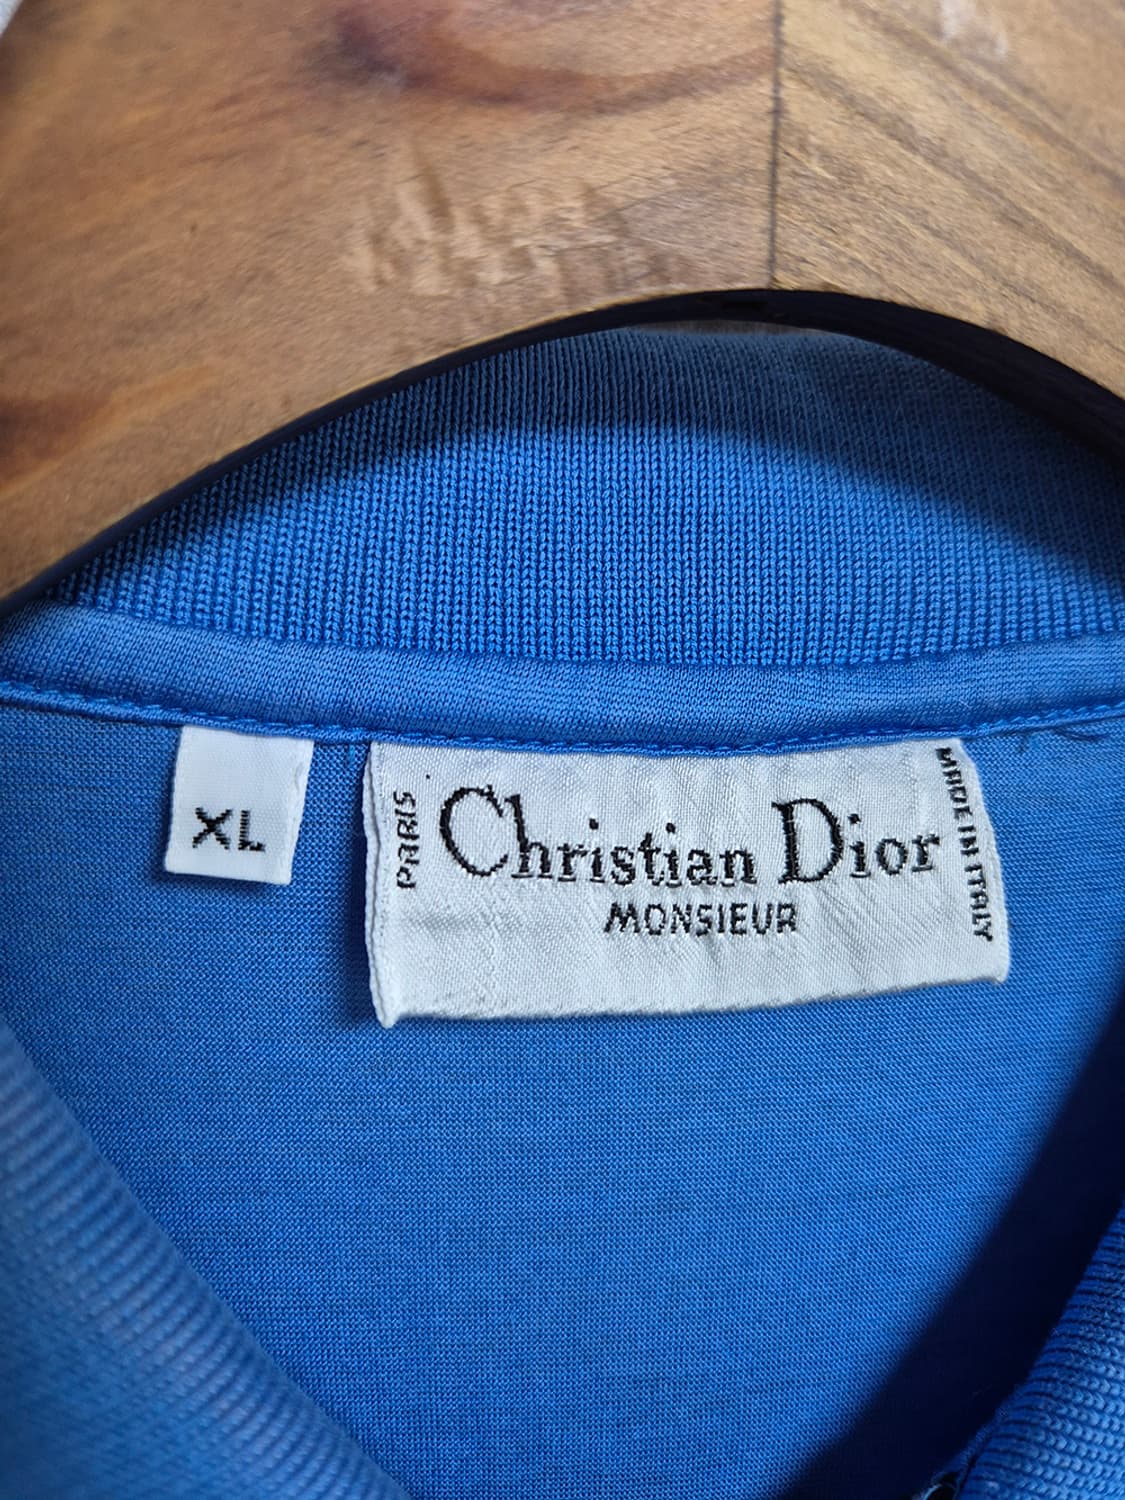 XL
PARIS
Christian Dior
MONSIEUR
MADE IN ITALY